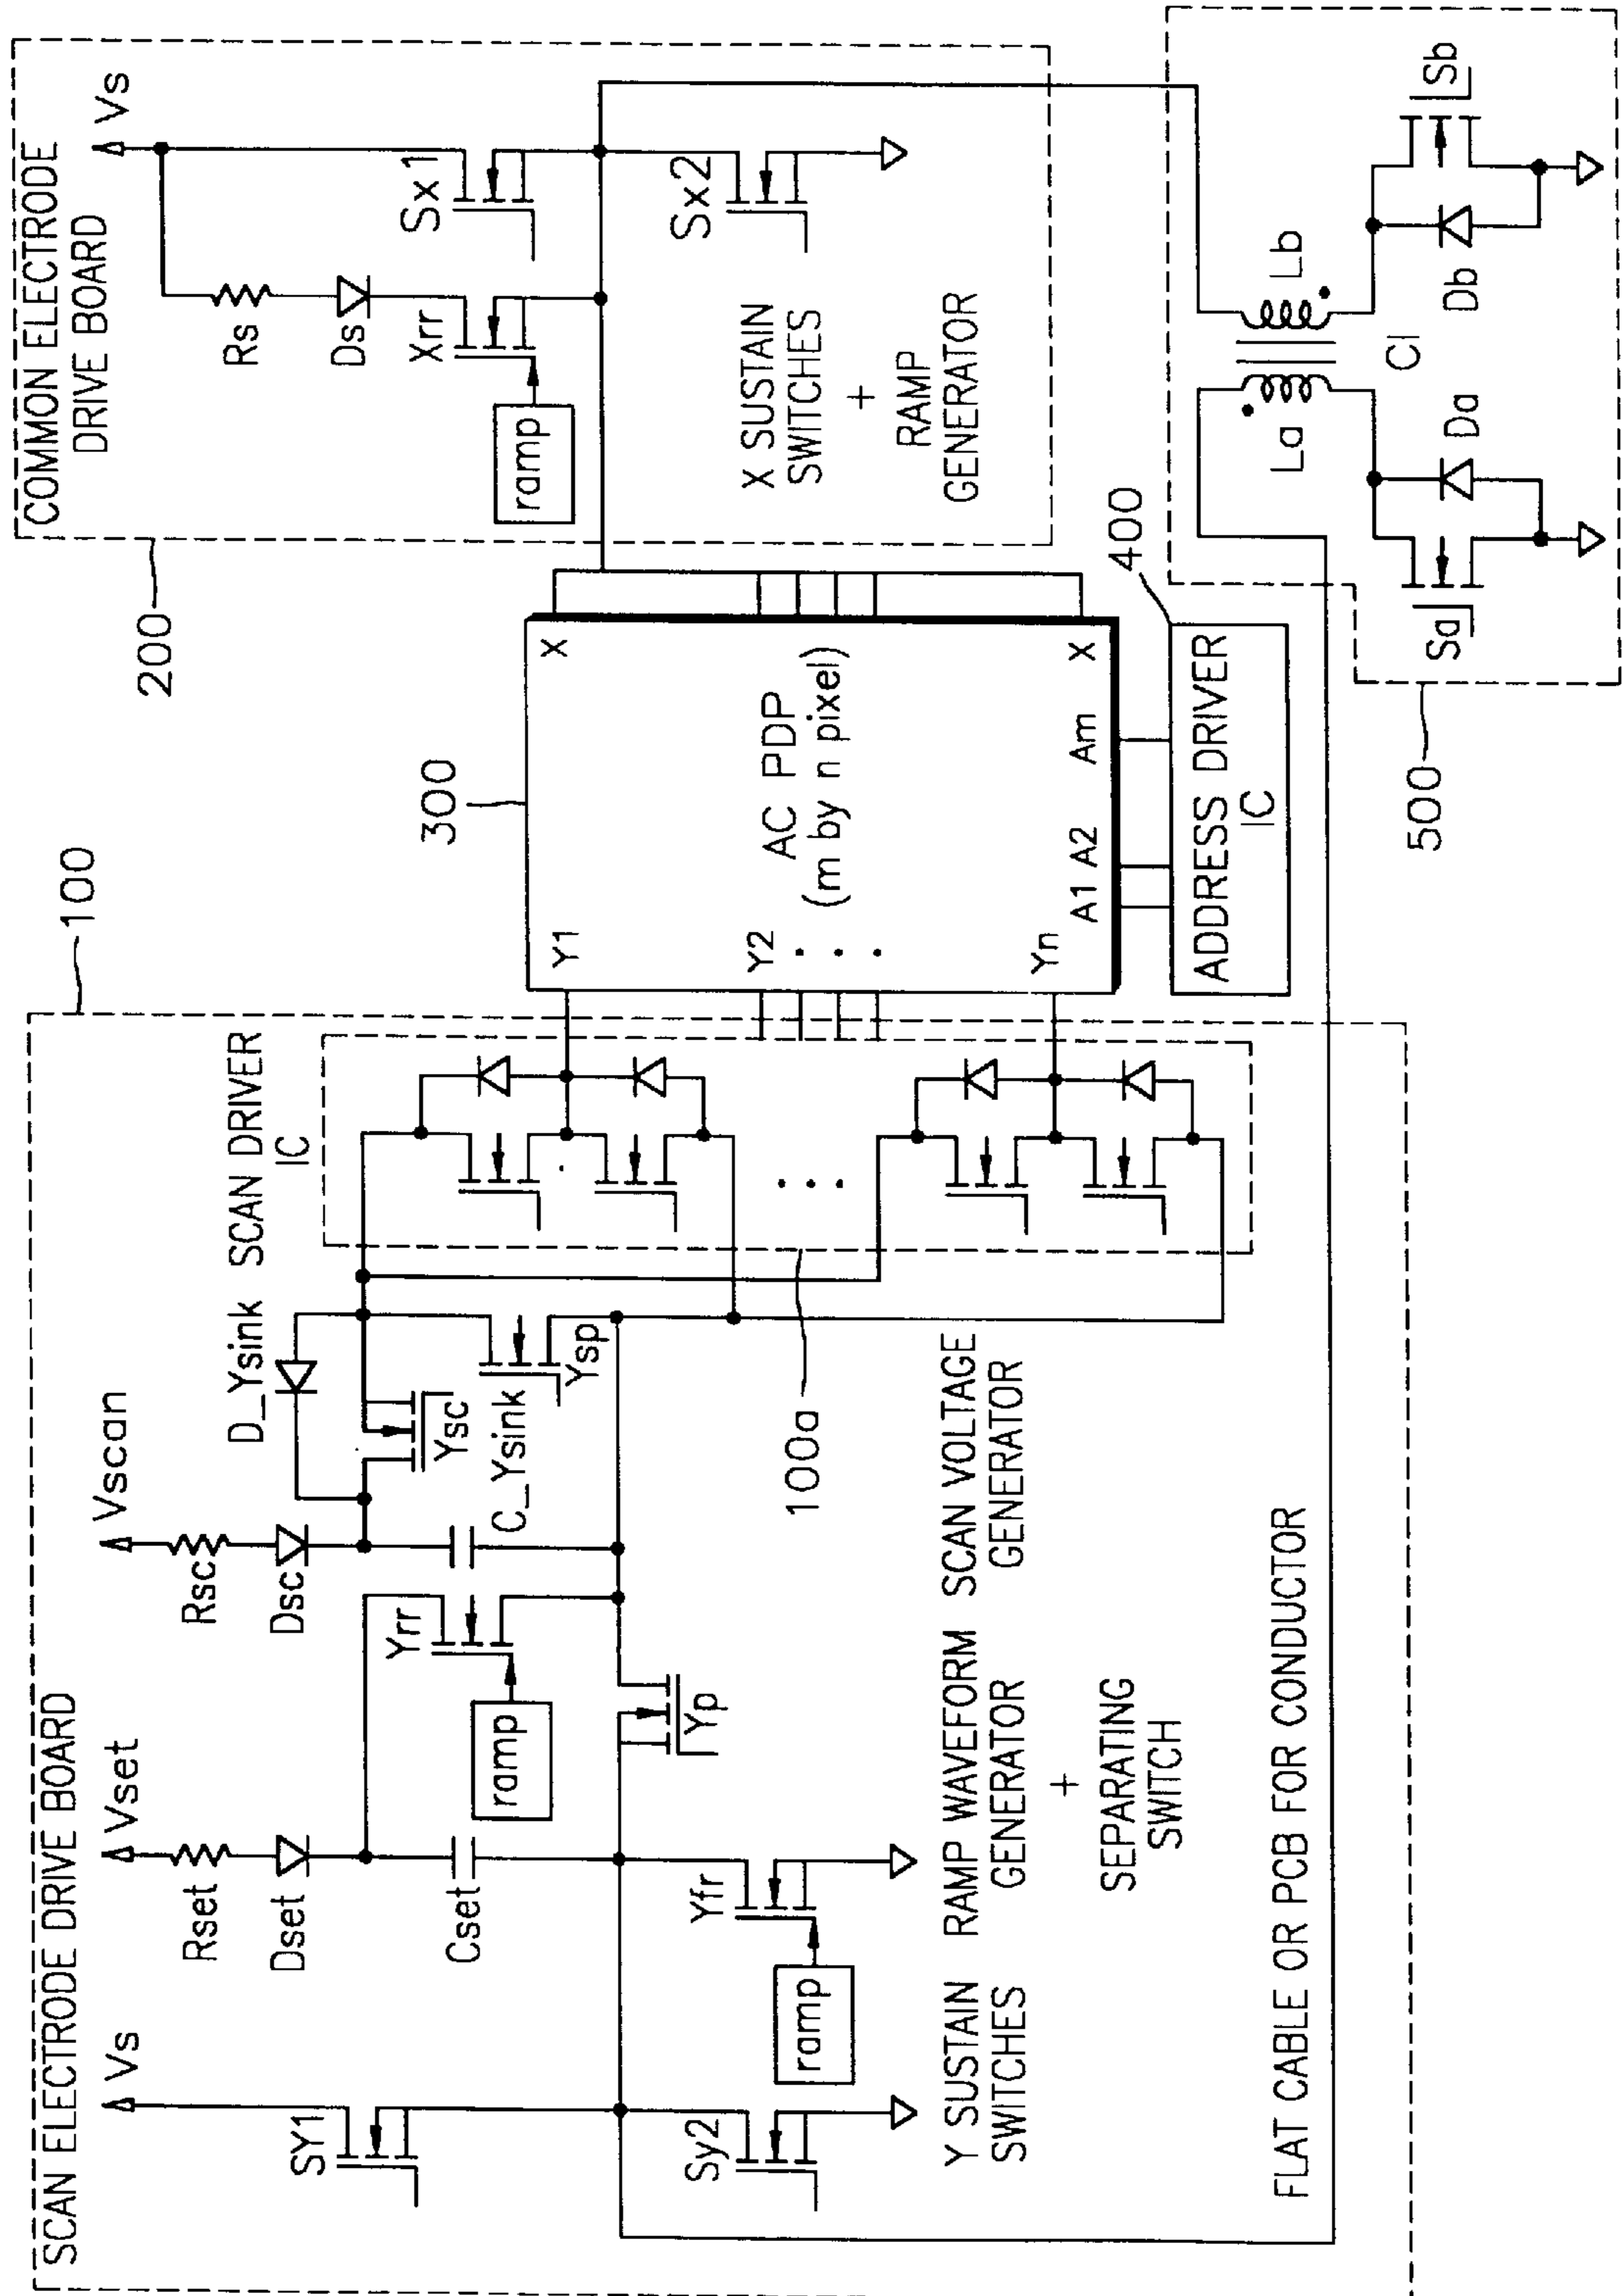 SCAN ELECTRODE DRIVE BOARD
Vs
Vset
Vscan
SY1
Rset
Dset
Cset
Rsc
Dsc
D_Ysink
SCAN DRIVER
IC
Yrr
ramp
Ysc
C_Ysink
Ysp
Yp
Sy2
Yfr
ramp
Y SUSTAIN
SWITCHES
RAMP WAVEFORM
GENERATOR
+
SEPARATING
SWITCH
SCAN VOLTAGE
GENERATOR
100a
100
FLAT CABLE OR PCB FOR CONDUCTOR
300
Y1
Y2
Yn
X
X
AC PDP
(m by n pixel)
A1 A2
Am
ADDRESS DRIVER
IC
400
200
COMMON ELECTRODE
DRIVE BOARD
Vs
Rs
Ds
Xrr
ramp
Sx1
Sx2
X SUSTAIN
SWITCHES
+
RAMP
GENERATOR
500
La
Lb
CI
Sa
Da
Db
Sb